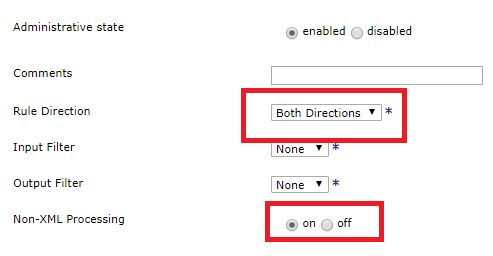 Administrative state
enabled disabled
Comments
Rule Direction
Both Directions *
Input Filter
None *
Output Filter
None *
Non-XML Processing
on off